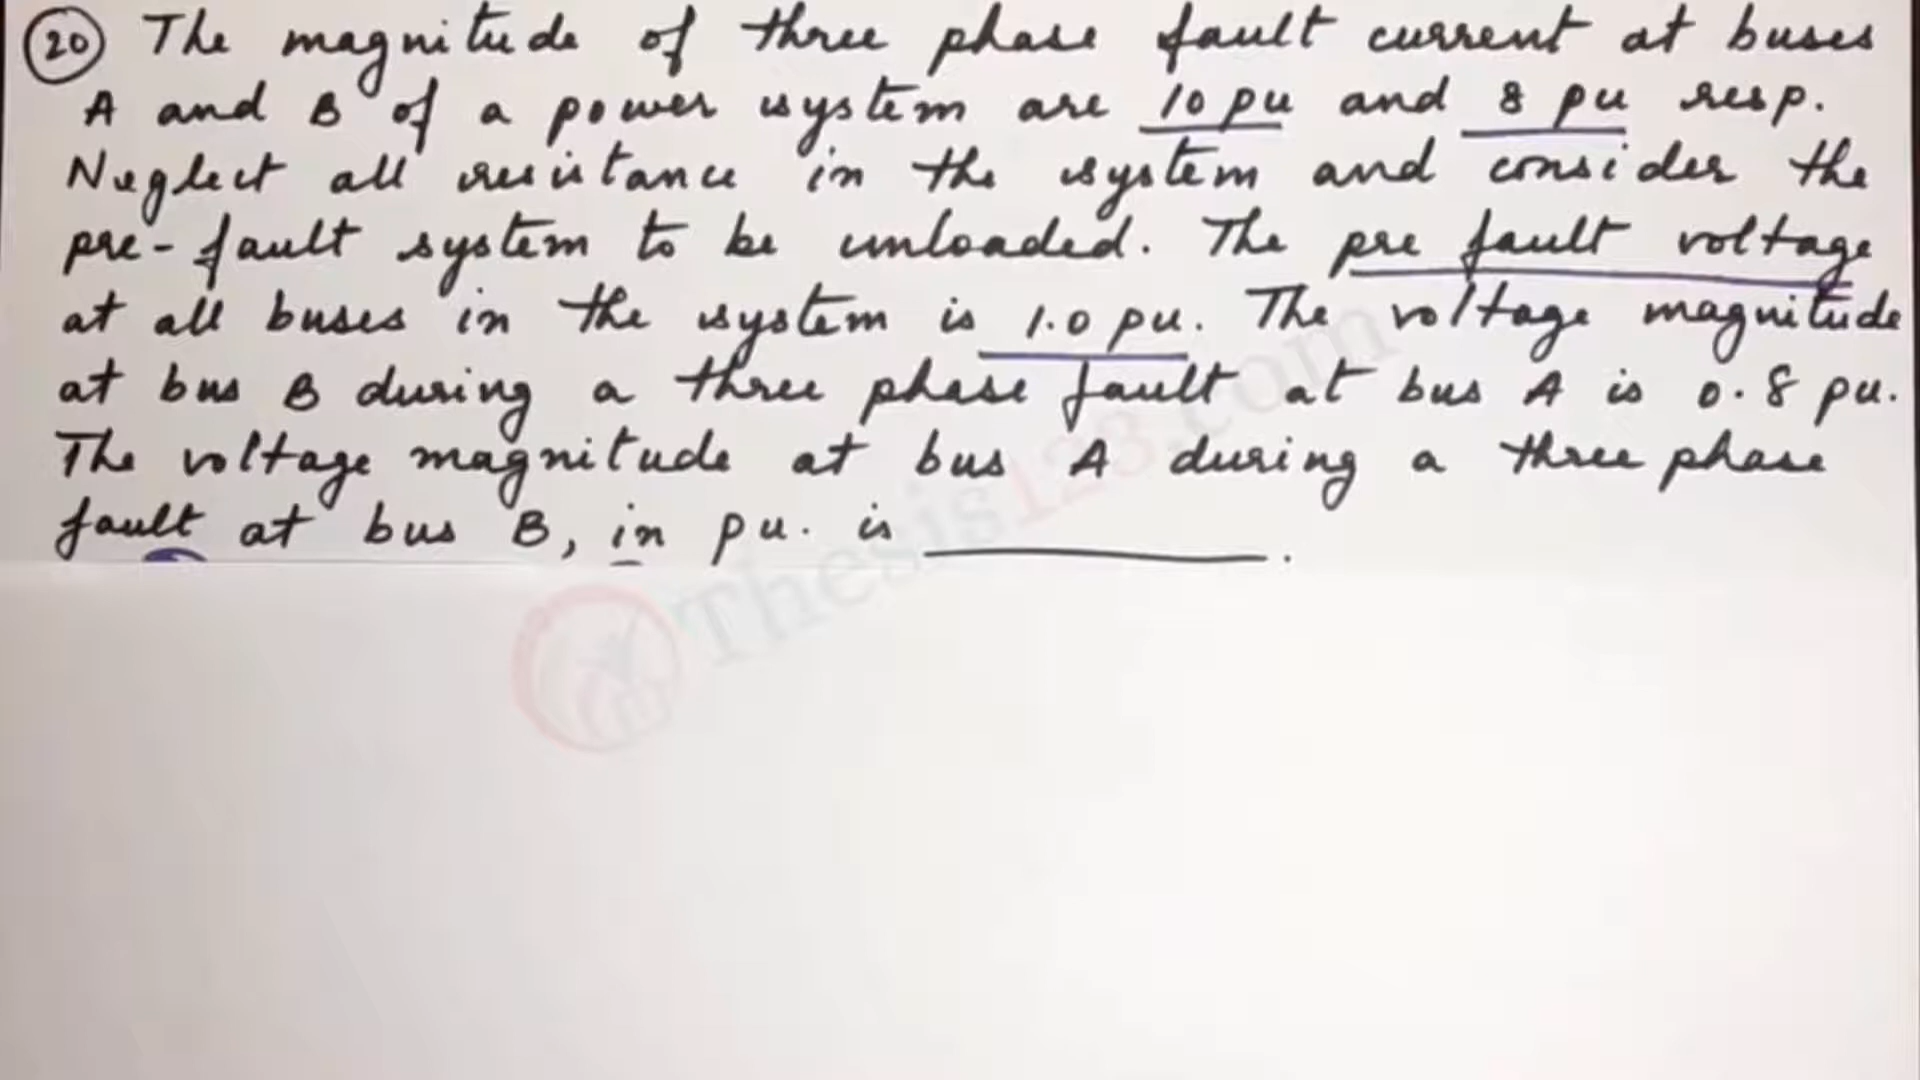 20 The magnitude of three phase fault current at buses
A and B of a power system are 10 pu and 8 pu resp.
Neglect all resistance in the system and consider the
pre-fault system to be unloaded. The pre fault voltage
at all buses in the system is 1.0 pu. The voltage magnitude
at bus B during a three phase fault at bus A is 0.8 pu.
The voltage magnitude at bus A during a three phase
fault at bus B, in pu. is ______.
Thesis123.com